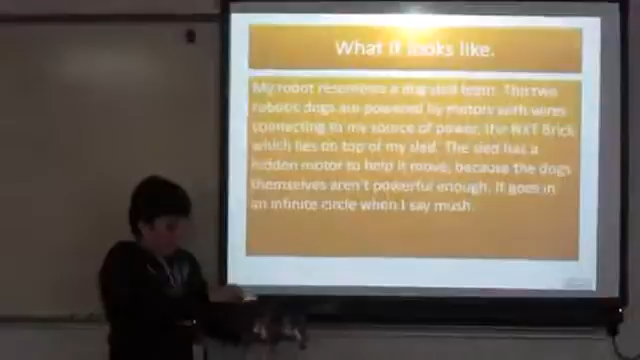 What it looks like.
My robot resembles a dog sled team. The two
robotic dogs are powered by motors with wires
connecting to my source of power, the NXT Brick
which lies on top of my sled. The sled has a
hidden motor to help it move, because the dogs
themselves aren't powerful enough. It goes in
an infinite circle when I say mush.